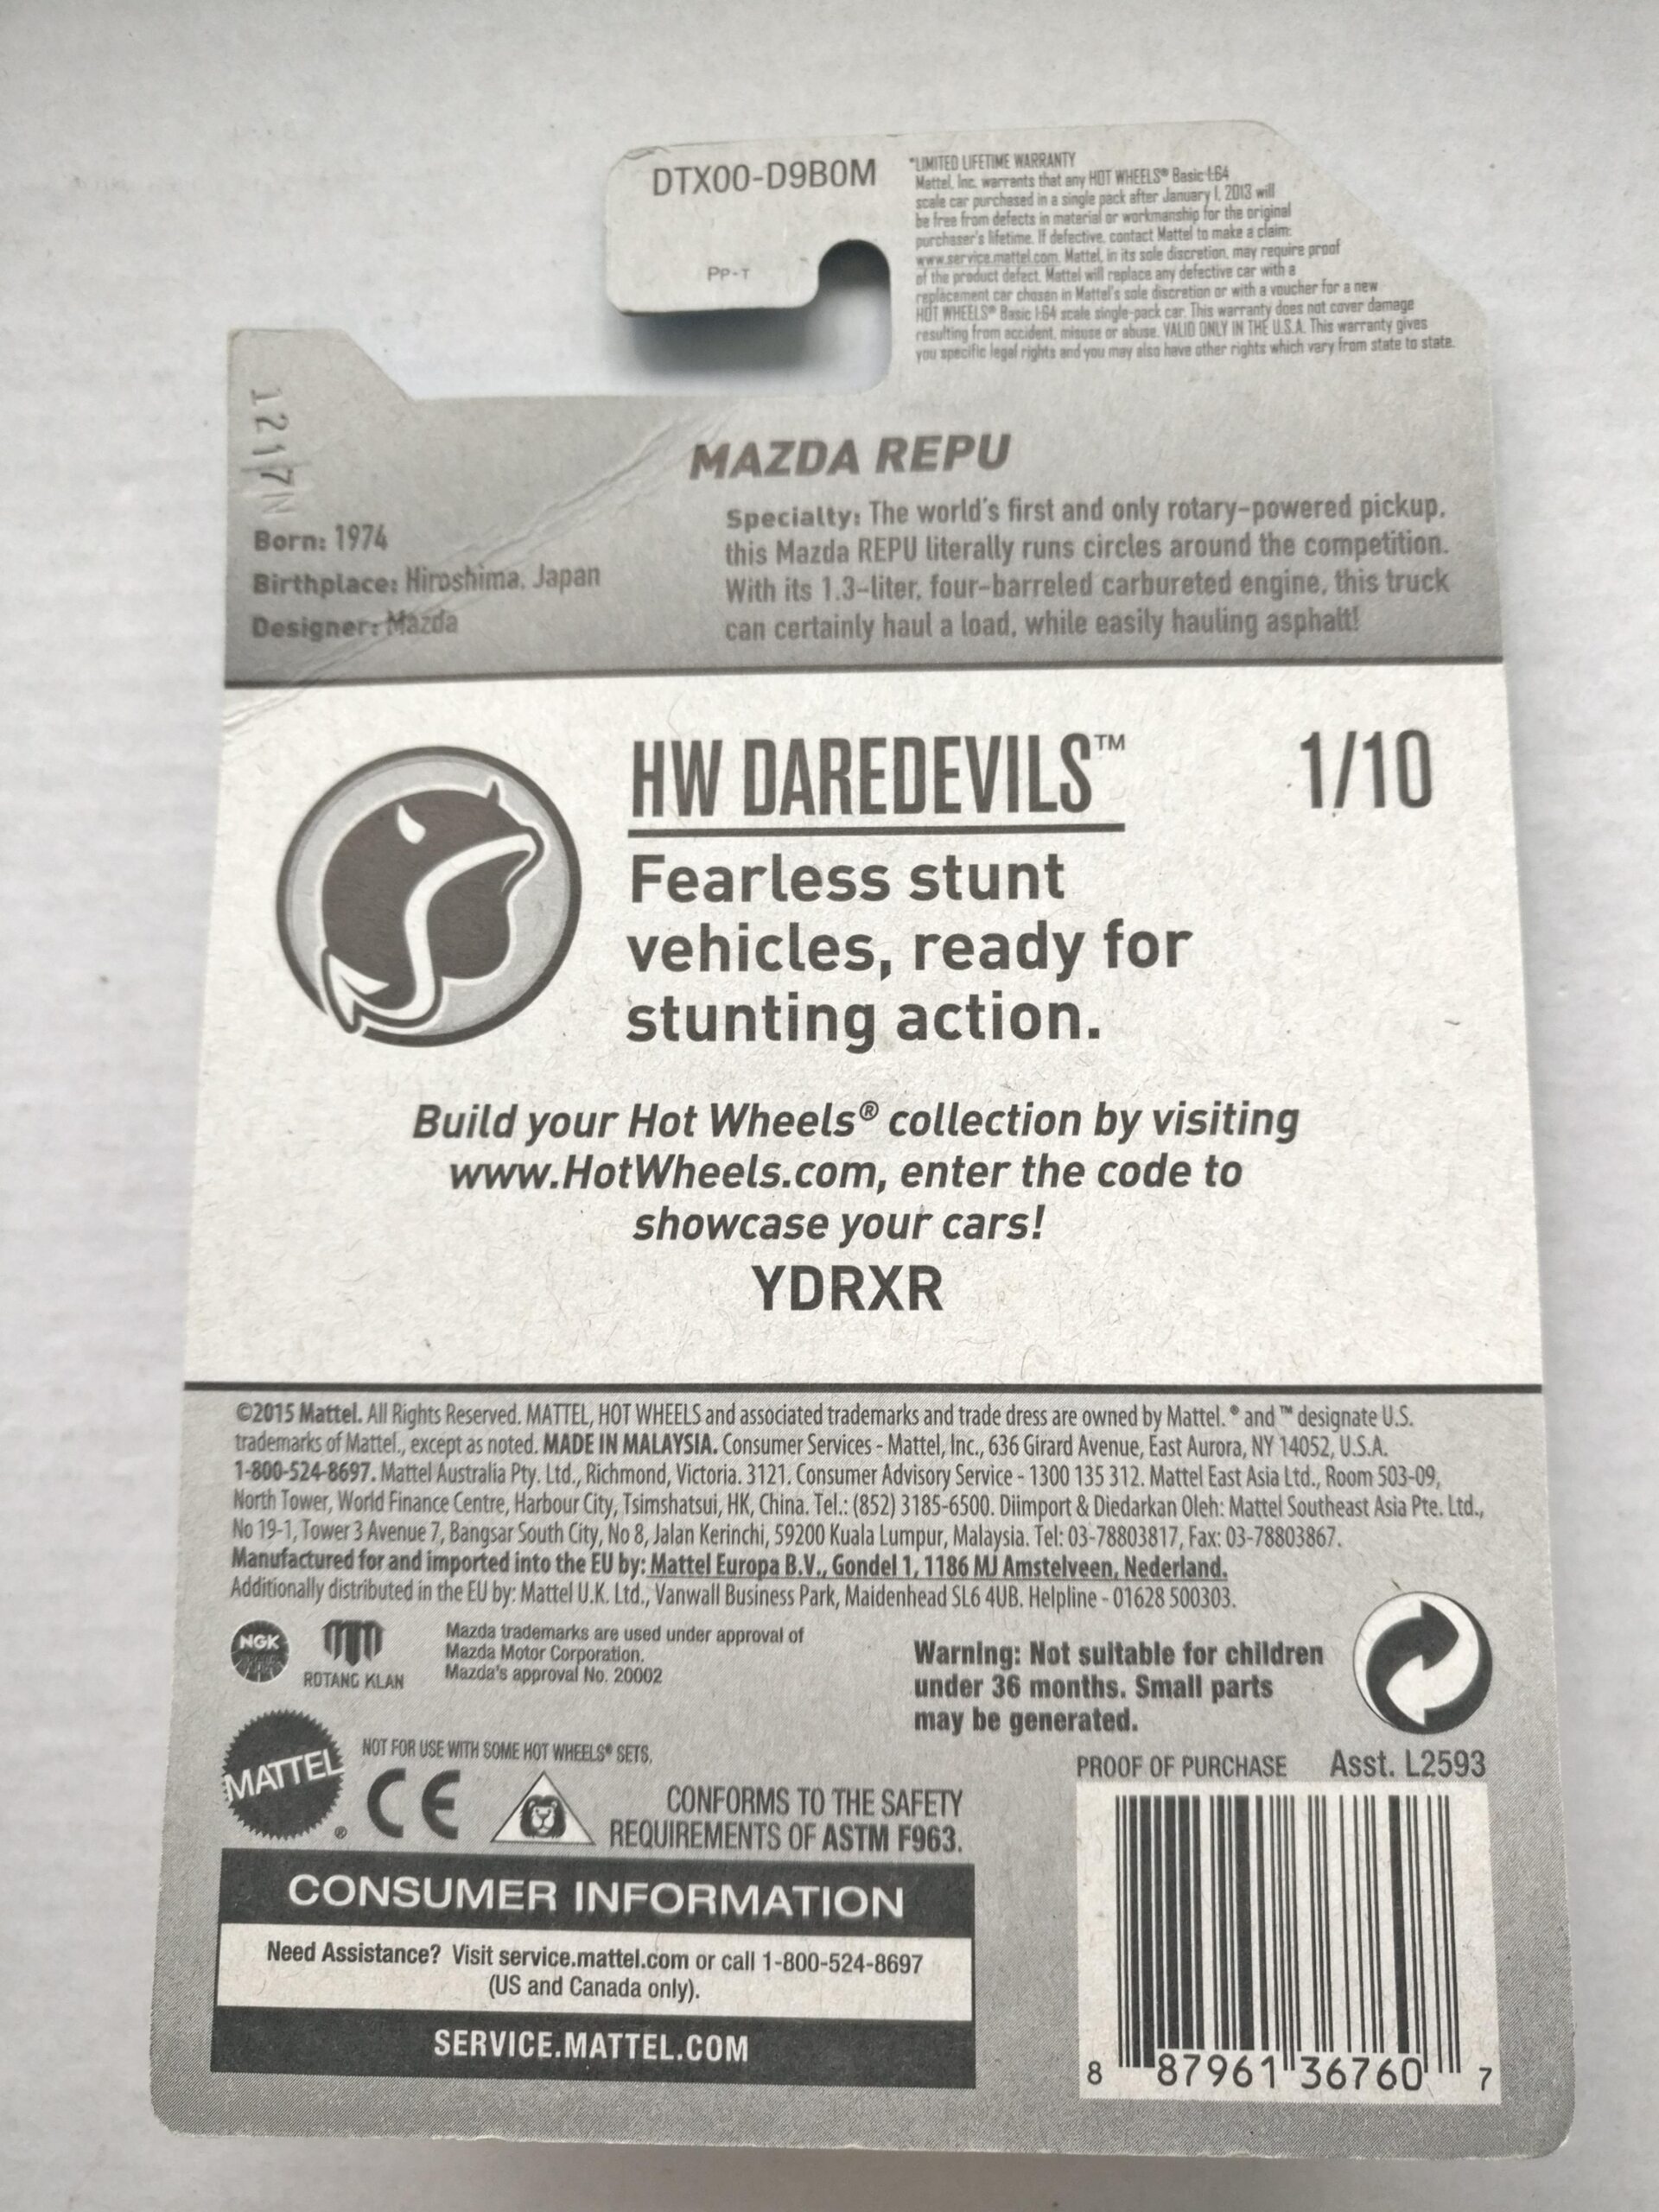 DTX00-D9B0M
PP-T
*LIMITED LIFETIME WARRANTY
Mattel, Inc. warrants that any HOT WHEELS® Basic 1:64
scale car purchased in a single pack after January 1, 2013 will
be free from defects in material or workmanship for the original
purchaser's lifetime. If defective, contact Mattel to make a claim:
www.service.mattel.com. Mattel, in its sole discretion, may require proof
of the product defect. Mattel will replace any defective car with a
replacement car chosen in Mattel's sole discretion or with a voucher for a new
HOT WHEELS® Basic 1:64 scale single-pack car. This warranty does not cover damage
resulting from accident, misuse or abuse. VALID ONLY IN THE U.S.A. This warranty gives
you specific legal rights and you may also have other rights which vary from state to state.
1217N
MAZDA REPU
Born: 1974
Birthplace: Hiroshima, Japan
Designer: Mazda
Specialty: The world's first and only rotary-powered pickup,
this Mazda REPU literally runs circles around the competition.
With its 1.3-liter, four-barreled carbureted engine, this truck
can certainly haul a load, while easily hauling asphalt!
HW DAREDEVILS™
1/10
Fearless stunt
vehicles, ready for
stunting action.
Build your Hot Wheels® collection by visiting
www.HotWheels.com, enter the code to
showcase your cars!
YDRXR
©2015 Mattel. All Rights Reserved. MATTEL, HOT WHEELS and associated trademarks and trade dress are owned by Mattel. ® and ™ designate U.S.
trademarks of Mattel., except as noted. MADE IN MALAYSIA. Consumer Services - Mattel, Inc., 636 Girard Avenue, East Aurora, NY 14052, U.S.A.
1-800-524-8697. Mattel Australia Pty. Ltd., Richmond, Victoria. 3121. Consumer Advisory Service - 1300 135 312. Mattel East Asia Ltd., Room 503-09,
North Tower, World Finance Centre, Harbour City, Tsimshatsui, HK, China. Tel.: (852) 3185-6500. Diimport & Diedarkan Oleh: Mattel Southeast Asia Pte. Ltd.,
No 19-1, Tower 3 Avenue 7, Bangsar South City, No 8, Jalan Kerinchi, 59200 Kuala Lumpur, Malaysia. Tel: 03-78803817, Fax: 03-78803867.
Manufactured for and imported into the EU by: Mattel Europa B.V., Gondel 1, 1186 MJ Amstelveen, Nederland.
Additionally distributed in the EU by: Mattel U.K. Ltd., Vanwall Business Park, Maidenhead SL6 4UB. Helpline - 01628 500303.
NGK
ROTANG KLAN
Mazda trademarks are used under approval of
Mazda Motor Corporation.
Mazda's approval No. 20002
Warning: Not suitable for children
under 36 months. Small parts
may be generated.
MATTEL®
NOT FOR USE WITH SOME HOT WHEELS® SETS.
CE
CONFORMS TO THE SAFETY
REQUIREMENTS OF ASTM F963.
PROOF OF PURCHASE
Asst. L2593
CONSUMER INFORMATION
Need Assistance? Visit service.mattel.com or call 1-800-524-8697
(US and Canada only).
SERVICE.MATTEL.COM
8 87961 36760 7